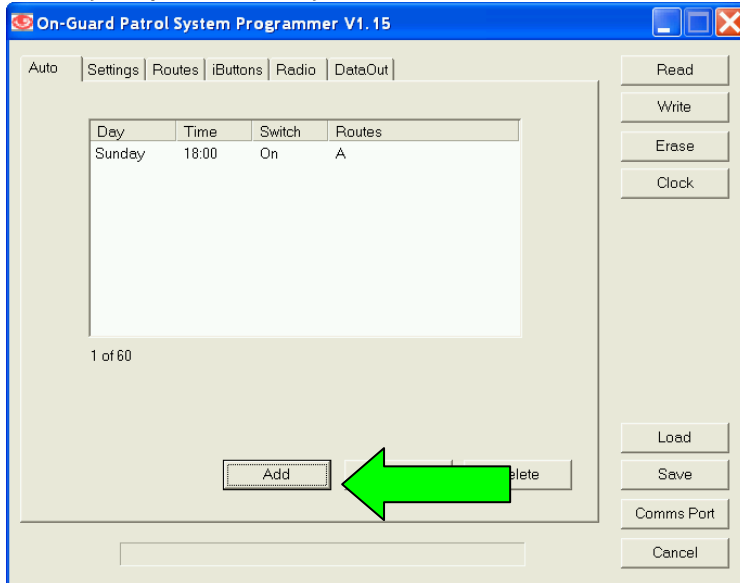 On-Guard Patrol System Programmer V1.15
Auto Settings Routes iButtons Radio DataOut
Read
Write
Erase
Clock
Day Time Switch Routes
Sunday 18:00 On A
1 of 60
Load
Add
Save
Comms Port
Cancel